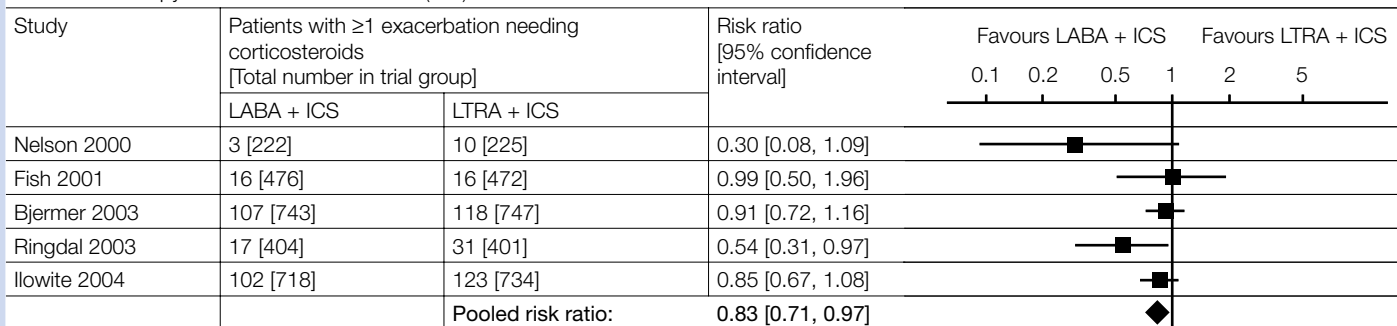 Study Patients with ≥1 exacerbation needing corticosteroids [Total number in trial group] Risk ratio [95% confidence interval] Favours LABA + ICS Favours LTRA + ICS
0.1 0.2 0.5 1 2 5
LABA + ICS LTRA + ICS
Nelson 2000 3 [222] 10 [225] 0.30 [0.08, 1.09]
Fish 2001 16 [476] 16 [472] 0.99 [0.50, 1.96]
Bjermer 2003 107 [743] 118 [747] 0.91 [0.72, 1.16]
Ringdal 2003 17 [404] 31 [401] 0.54 [0.31, 0.97]
Ilowite 2004 102 [718] 123 [734] 0.85 [0.67, 1.08]
Pooled risk ratio: 0.83 [0.71, 0.97]